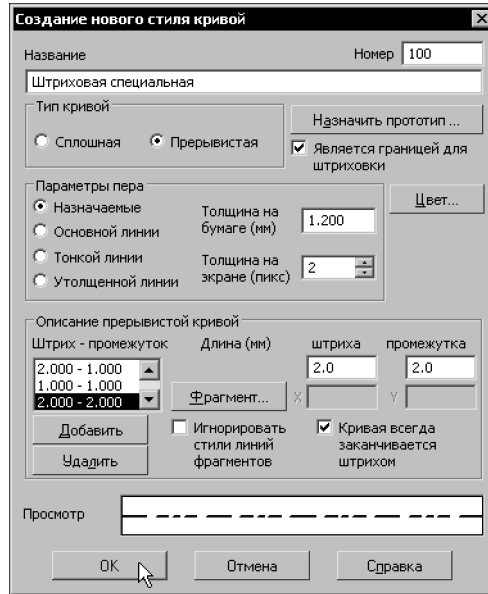 Создание нового стиля кривой
Название
Номер 100
Штриховая специальная
Тип кривой
Сплошная
Прерывистая
Назначить прототип ...
Является границей для
штриховки
Параметры пера
Назначаемые
Основной линии
Тонкой линии
Утолщенной линии
Толщина на
бумаге (мм)
1.200
Толщина на
экране (пикс)
2
Цвет...
Описание прерывистой кривой
Штрих - промежуток
Длина (мм)
штриха
промежутка
2.000 - 1.000
1.000 - 1.000
2.000 - 2.000
2.0
2.0
Фрагмент...
X
Y
Добавить
Удалить
Игнорировать
стили линий
фрагментов
Кривая всегда
заканчивается
штрихом
Просмотр
OK
Отмена
Справка